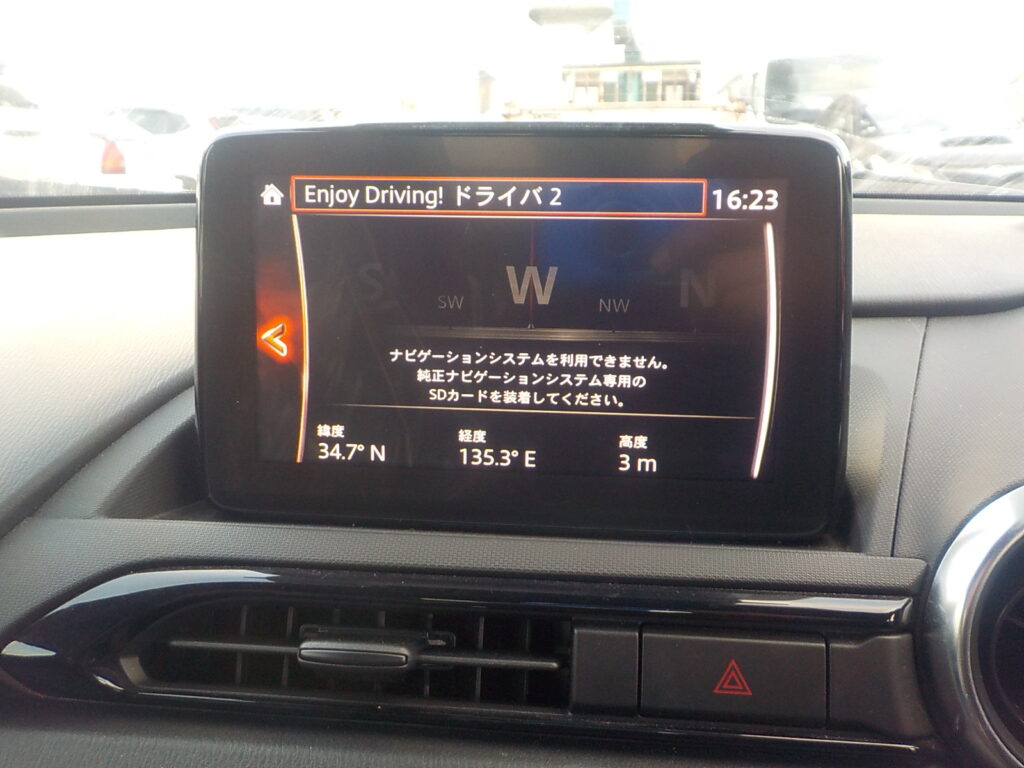 Enjoy Driving! ドライバ 2
16:23
S
SW
W
NW
N
ナビゲーションシステムを利用できません。
純正ナビゲーションシステム専用の
SDカードを装着してください。
緯度 経度 高度
34.7° N 135.3° E 3 m